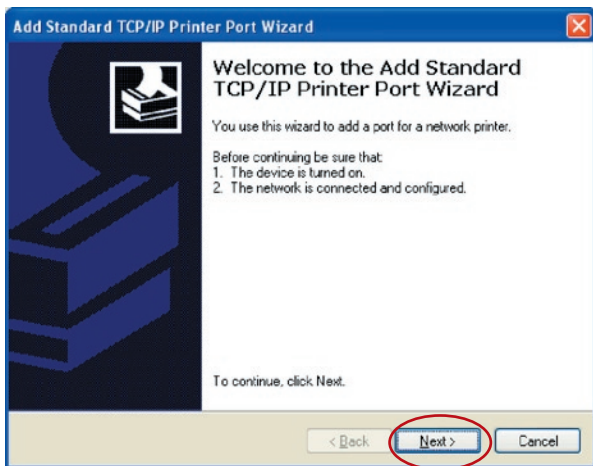 Add Standard TCP/IP Printer Port Wizard
Welcome to the Add Standard
TCP/IP Printer Port Wizard
You use this wizard to add a port for a network printer.
Before continuing be sure that:
1. The device is turned on.
2. The network is connected and configured.
To continue, click Next.
< Back Next > Cancel